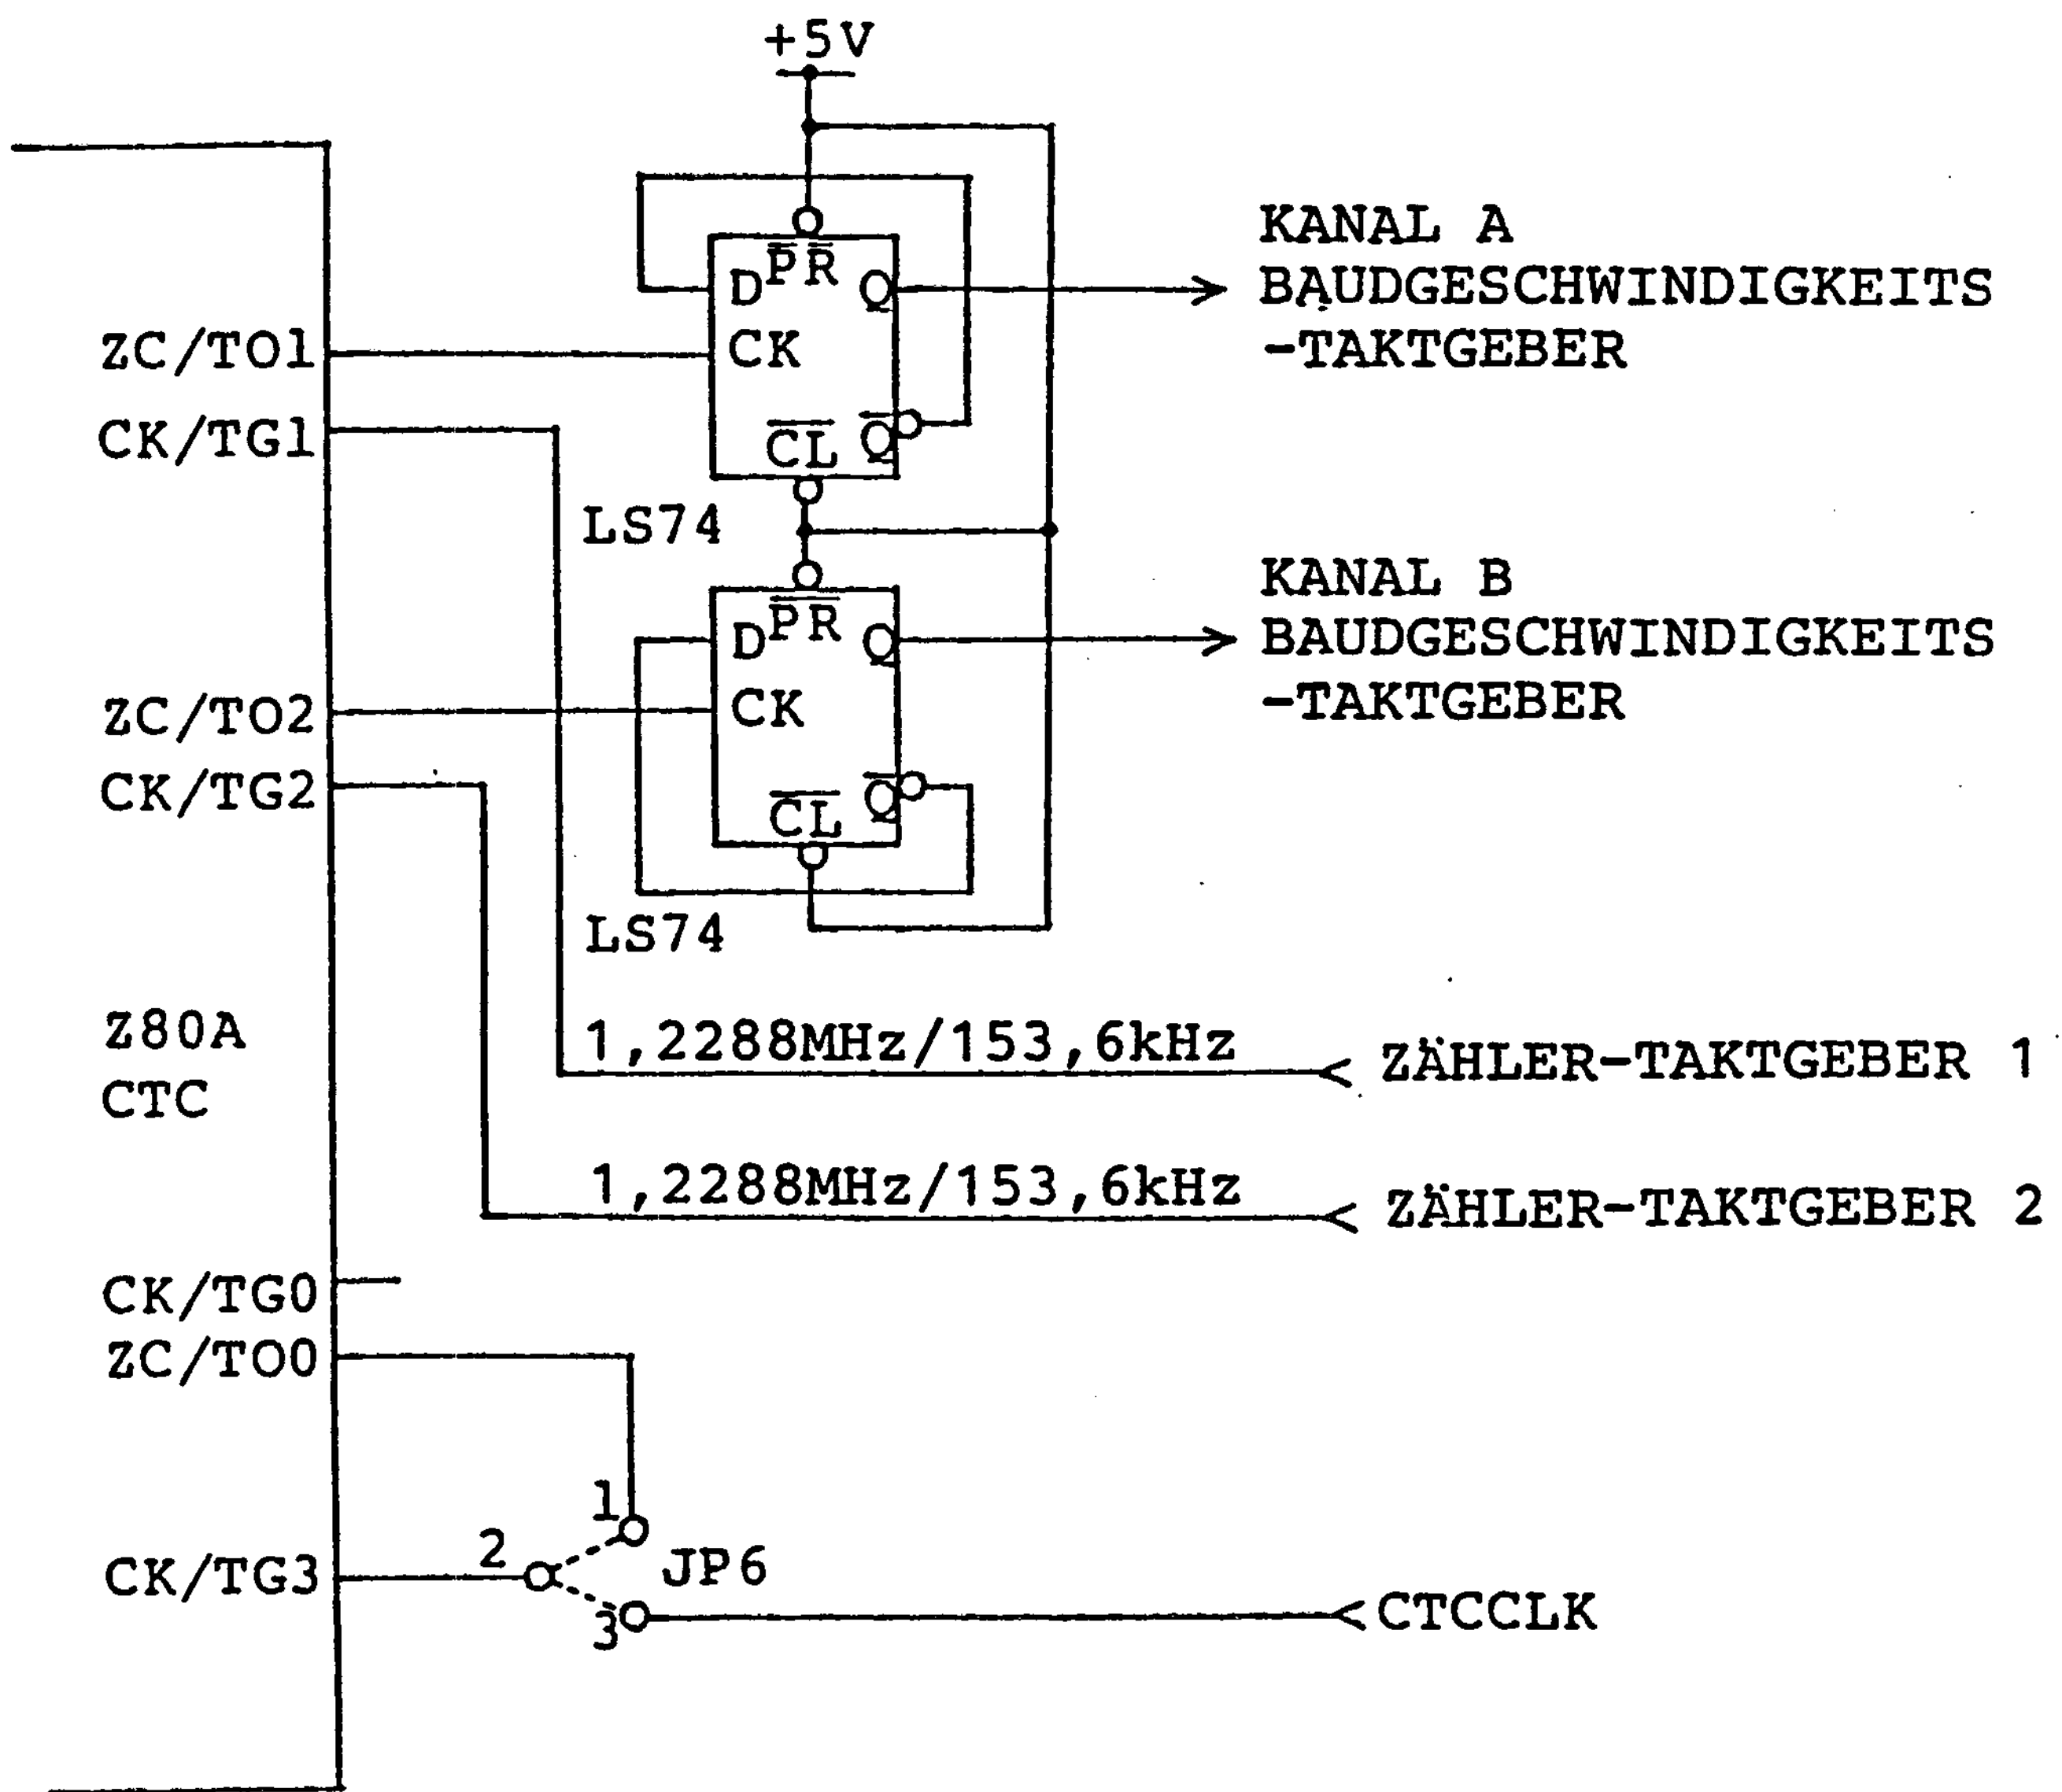 +5V
D
PR
Q
CK
CL
Q
LS74
KANAL A
BAUDGESCHWINDIGKEITS
-TAKTGEBER
ZC/TO1
CK/TG1
D
PR
Q
CK
CL
Q
LS74
KANAL B
BAUDGESCHWINDIGKEITS
-TAKTGEBER
ZC/TO2
CK/TG2
Z80A
CTC
1,2288MHz/153,6kHz
ZÄHLER-TAKTGEBER 1
1,2288MHz/153,6kHz
ZÄHLER-TAKTGEBER 2
CK/TG0
ZC/TO0
CK/TG3
1
2
3
JP6
CTCCLK